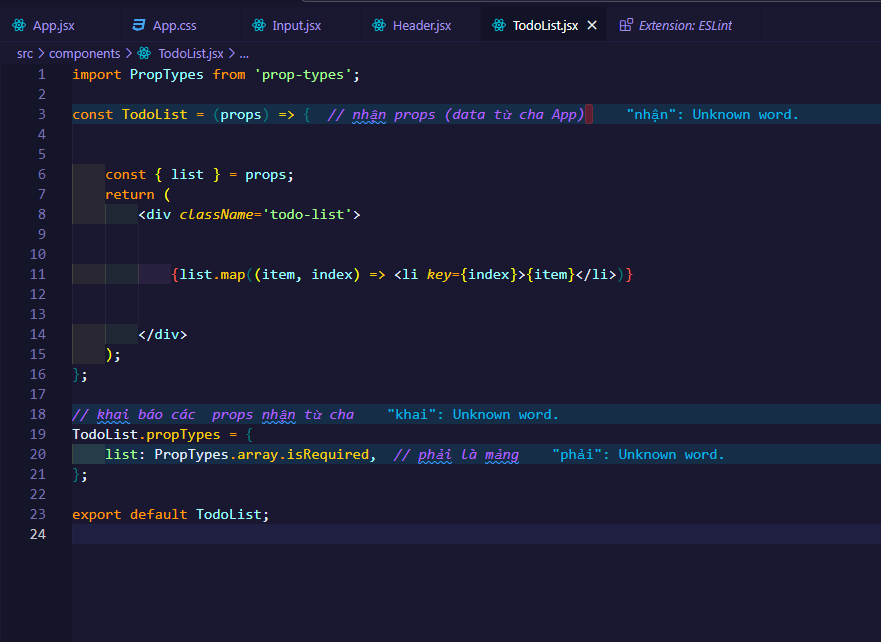 App.jsx App.css Input.jsx Header.jsx TodoList.jsx Extension: ESLint
src > components > TodoList.jsx > ...
1 import PropTypes from 'prop-types';
2
3 const TodoList = (props) => {  // nhận props (data từ cha App) "nhận": Unknown word.
4
5
6     const { list } = props;
7     return (
8         <div className='todo-list'>
9
10
11             {list.map((item, index) => <li key={index}>{item}</li>)}
12
13
14         </div>
15     );
16 };
17
18 // khai báo các  props nhận từ cha "khai": Unknown word.
19 TodoList.propTypes = {
20     list: PropTypes.array.isRequired,  // phải là mảng "phải": Unknown word.
21 };
22
23 export default TodoList;
24